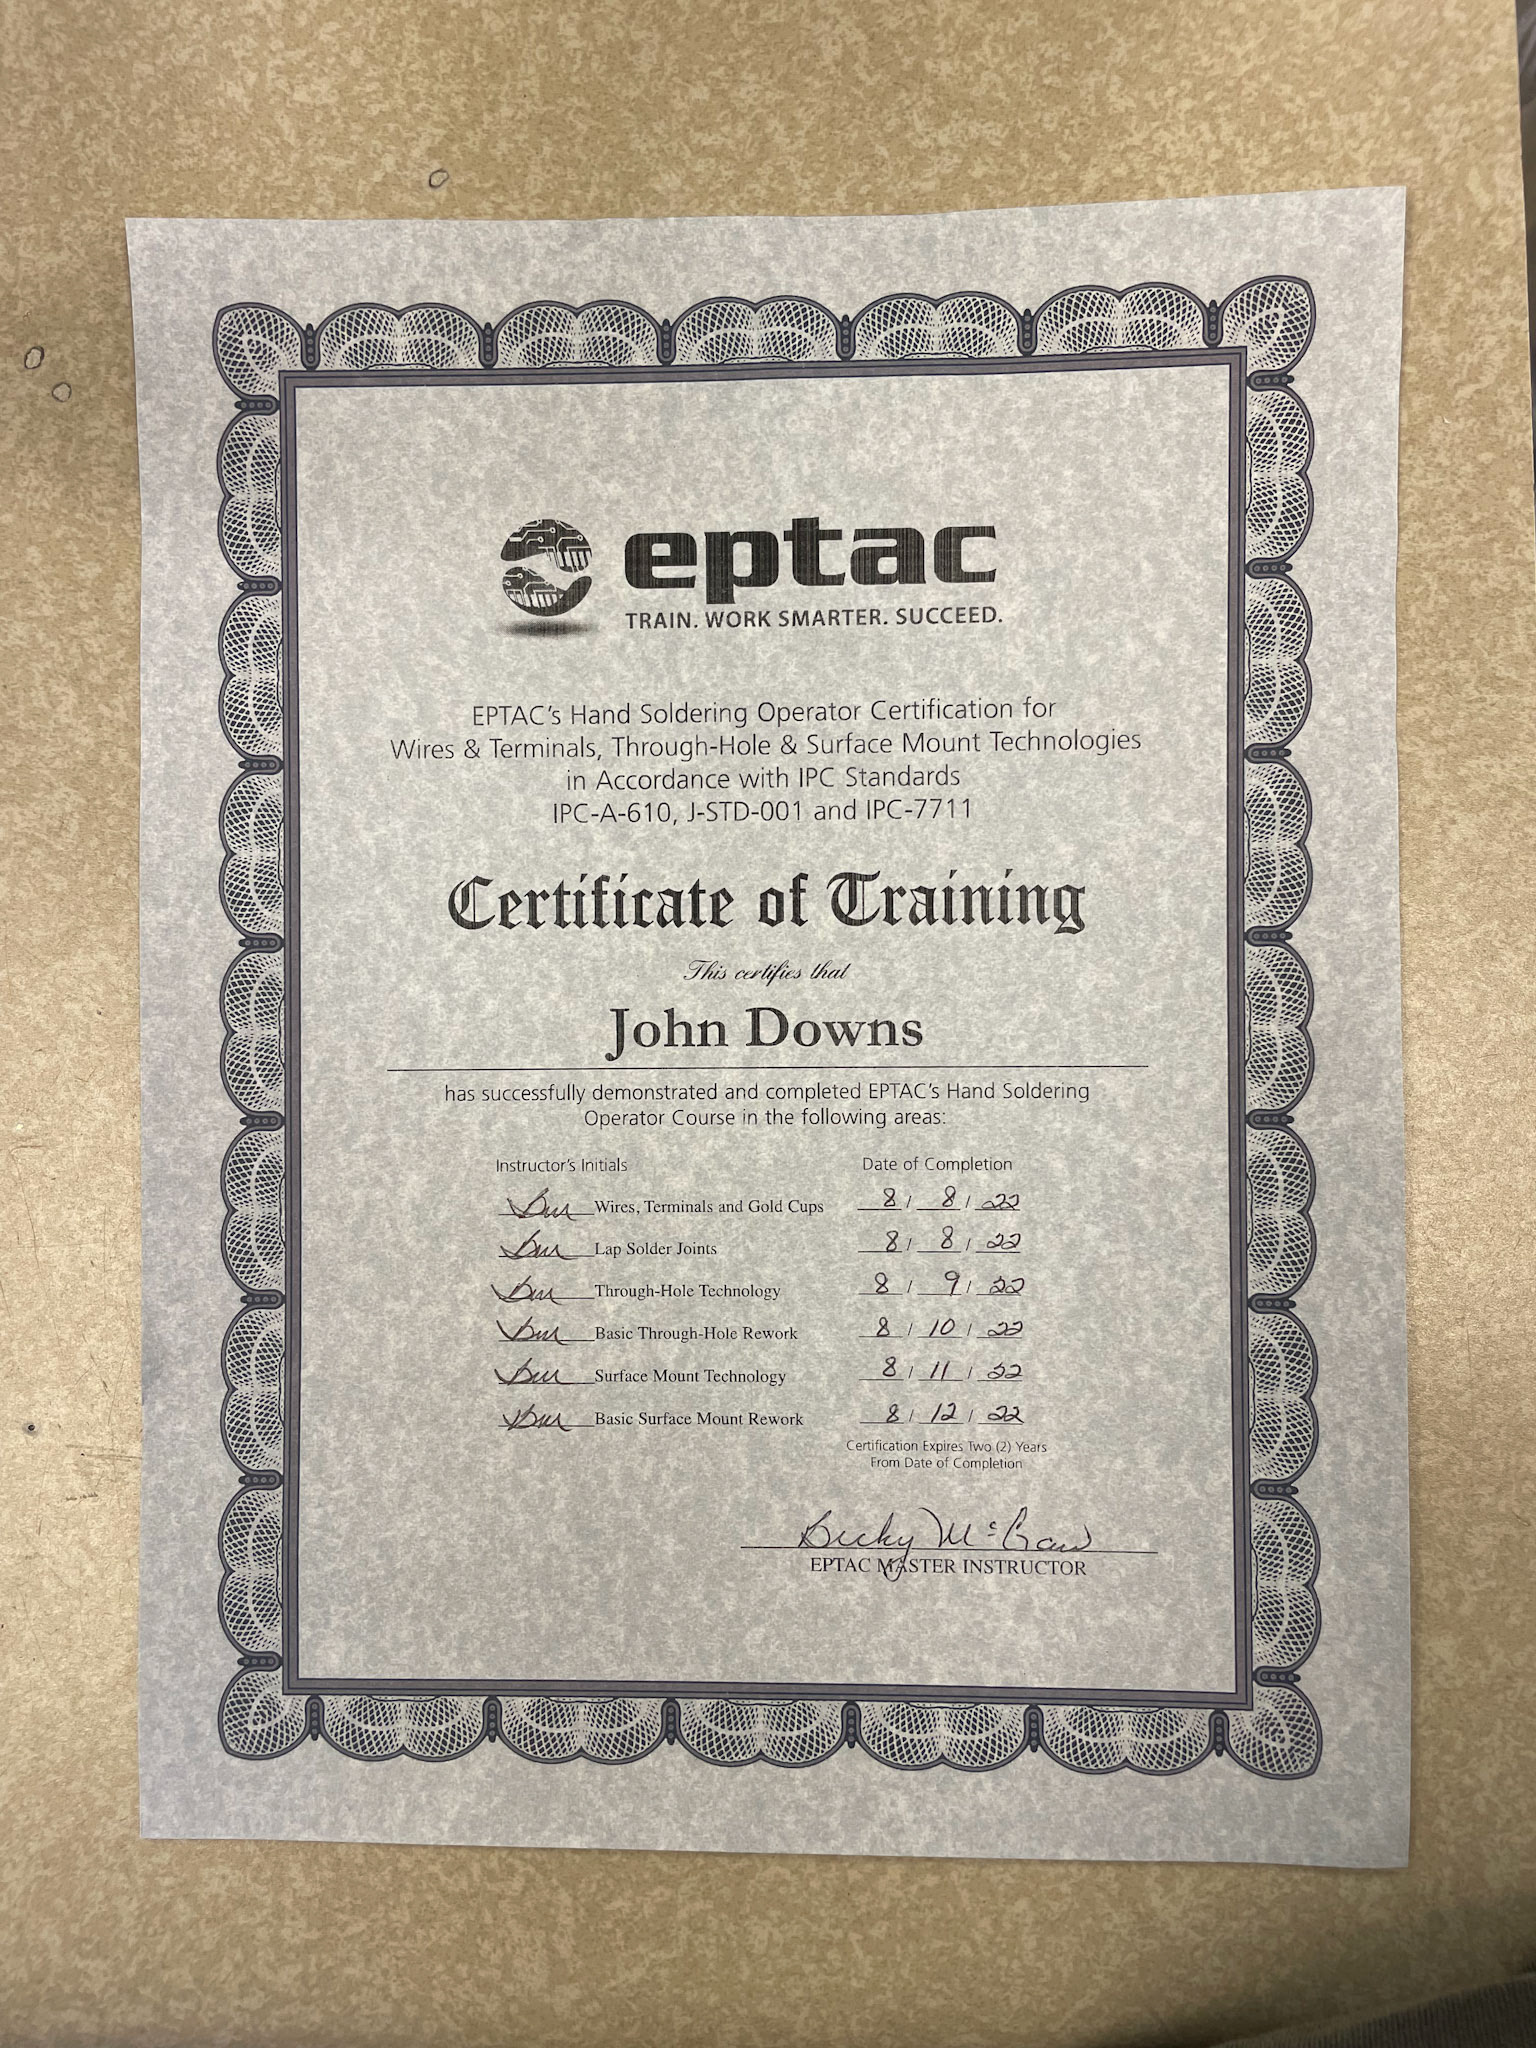 eptac
TRAIN. WORK SMARTER. SUCCEED.
EPTAC's Hand Soldering Operator Certification for
Wires & Terminals, Through-Hole & Surface Mount Technologies
in Accordance with IPC Standards
IPC-A-610, J-STD-001 and IPC-7711
Certificate of Training
This certifies that
John Downs
has successfully demonstrated and completed EPTAC's Hand Soldering
Operator Course in the following areas:
Instructor's Initials Date of Completion
Wires, Terminals and Gold Cups 8 / 8 / 22
Lap Solder Joints 8 / 8 / 22
Through-Hole Technology 8 / 9 / 22
Basic Through-Hole Rework 8 / 10 / 22
Surface Mount Technology 8 / 11 / 22
Basic Surface Mount Rework 8 / 12 / 22
Certification Expires Two (2) Years
From Date of Completion
Becky McCraw
EPTAC MASTER INSTRUCTOR